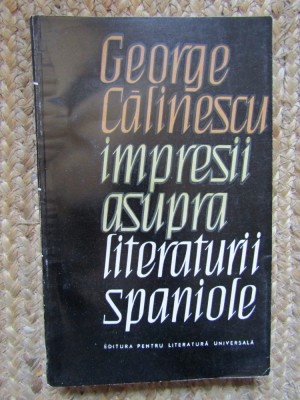 George
Călinescu
impresii
asupra
literaturii
spaniole
EDITURA PENTRU LITERATURĂ UNIVERSALĂ